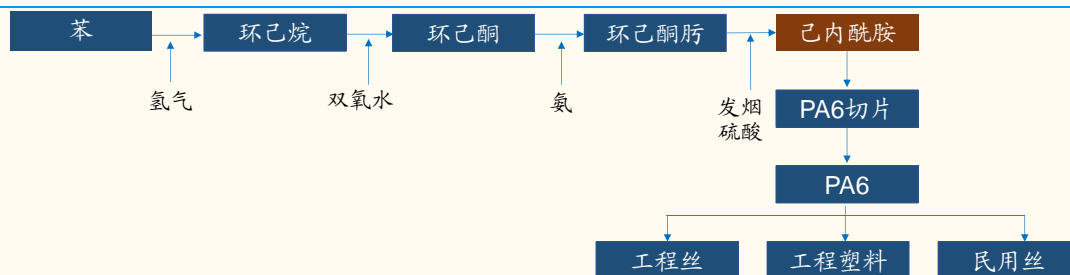 苯
环己烷
环己酮
环己酮肟
己内酰胺
氢气
双氧水
氨
发烟
硫酸
PA6切片
PA6
工程丝
工程塑料
民用丝